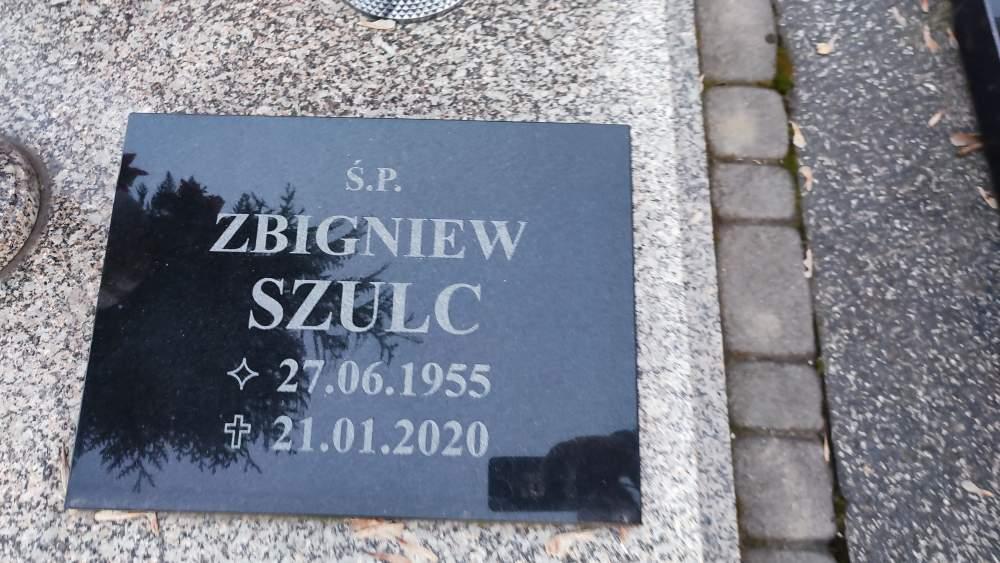 Ś.P.
ZBIGNIEW
SZULC
27.06.1955
21.01.2020